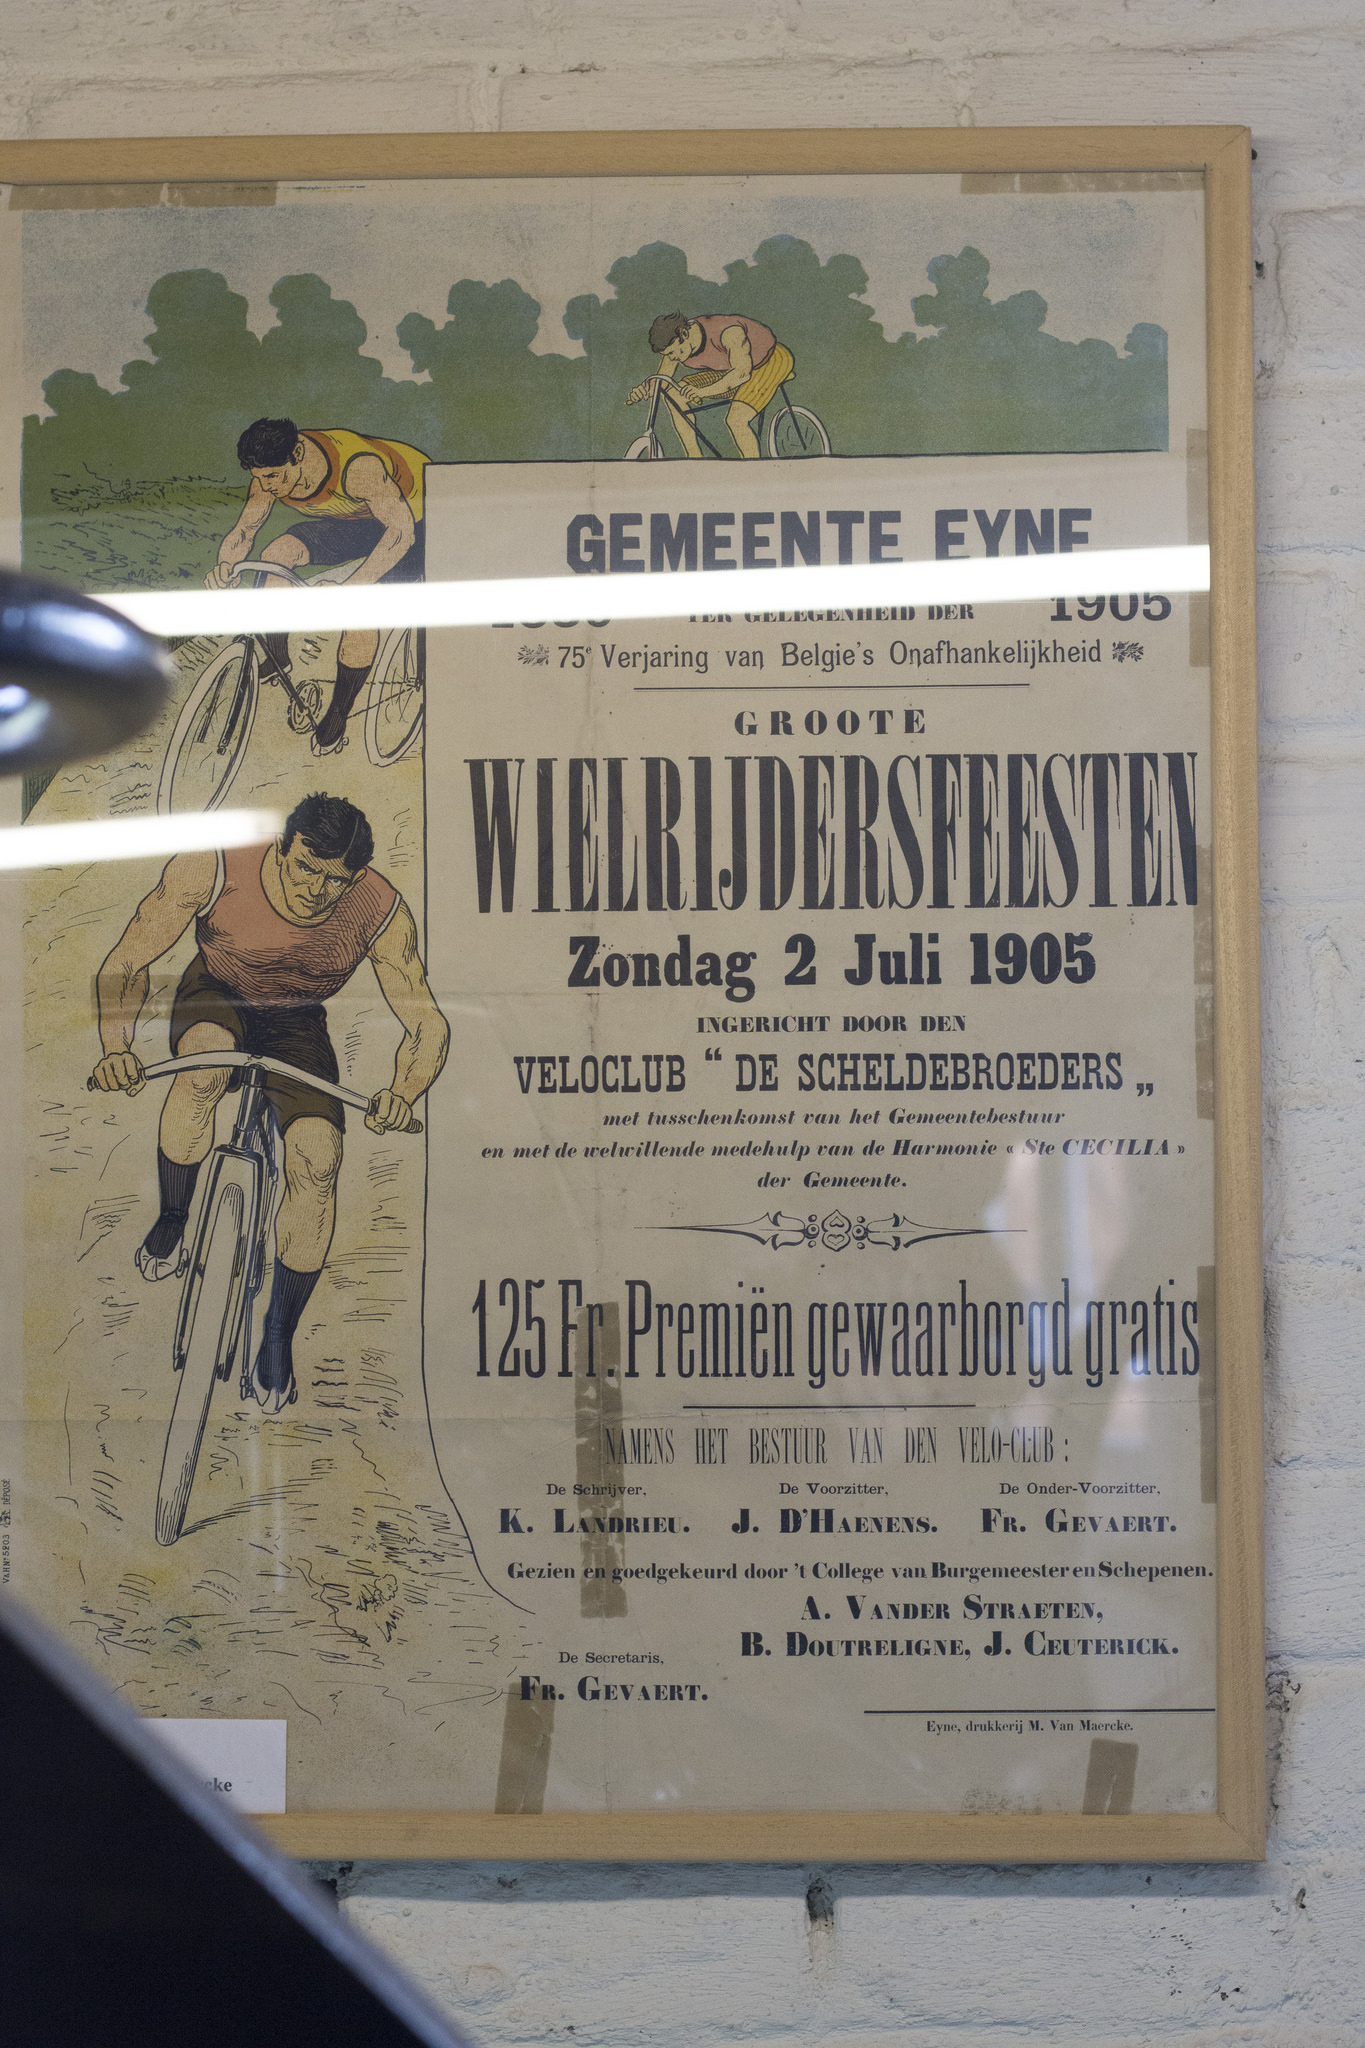 GEMEENTE EYNE
TER GELEGENHEID DER 1905
75e Verjaring van Belgie's Onafhankelijkheid
GROOTE
WIELRIJDERSFEESTEN
Zondag 2 Juli 1905
INGERICHT DOOR DEN
VELOCLUB “ DE SCHELDEBROEDERS „
met tusschenkomst van het Gemeentebestuur
en met de welwillende medehulp van de Harmonie « Ste CECILIA »
der Gemeente.
125 Fr. Premiën gewaarborgd gratis
NAMENS HET BESTUUR VAN DEN VELO-CLUB :
De Schrijver, De Voorzitter, De Onder-Voorzitter,
K. LANDRIEU. J. D'HAENENS. FR. GEVAERT.
Gezien en goedgekeurd door 't College van Burgemeester en Schepenen.
A. VANDER STRAETEN,
B. DOUTRELIGNE, J. CEUTERICK.
De Secretaris,
FR. GEVAERT.
Eyne, drukkerij M. Van Maercke.
DÉPOSÉ